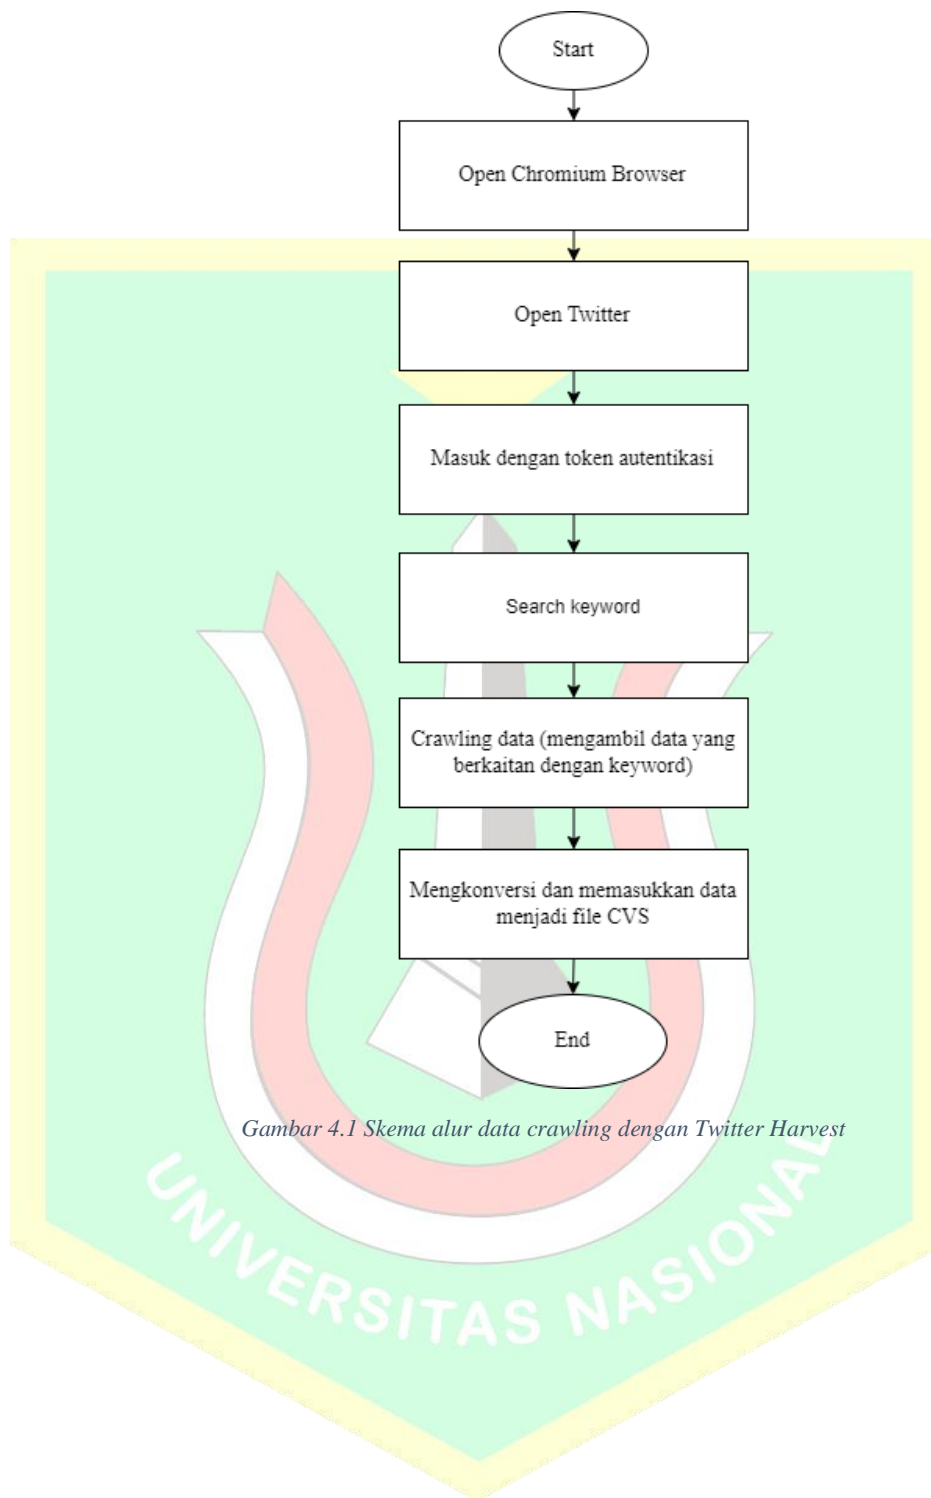 Start
Open Chromium Browser
Open Twitter
Masuk dengan token autentikasi
Search keyword
Crawling data (mengambil data yang
berkaitan dengan keyword)
Mengkonversi dan memasukkan data
menjadi file CVS
End
Gambar 4.1 Skema alur data crawling dengan Twitter Harvest
UNIVERSITAS NASIONAL